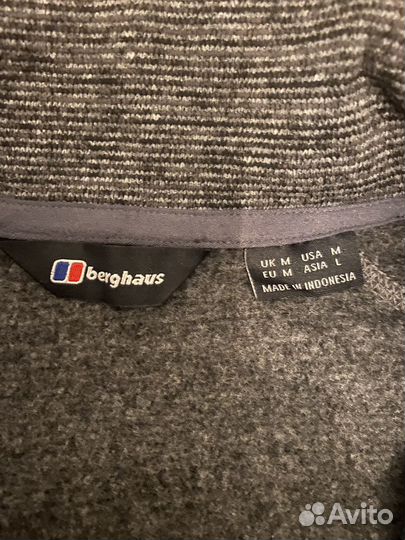 berghaus
UK M USA M
EU M ASIA L
MADE IN INDONESIA
Avito